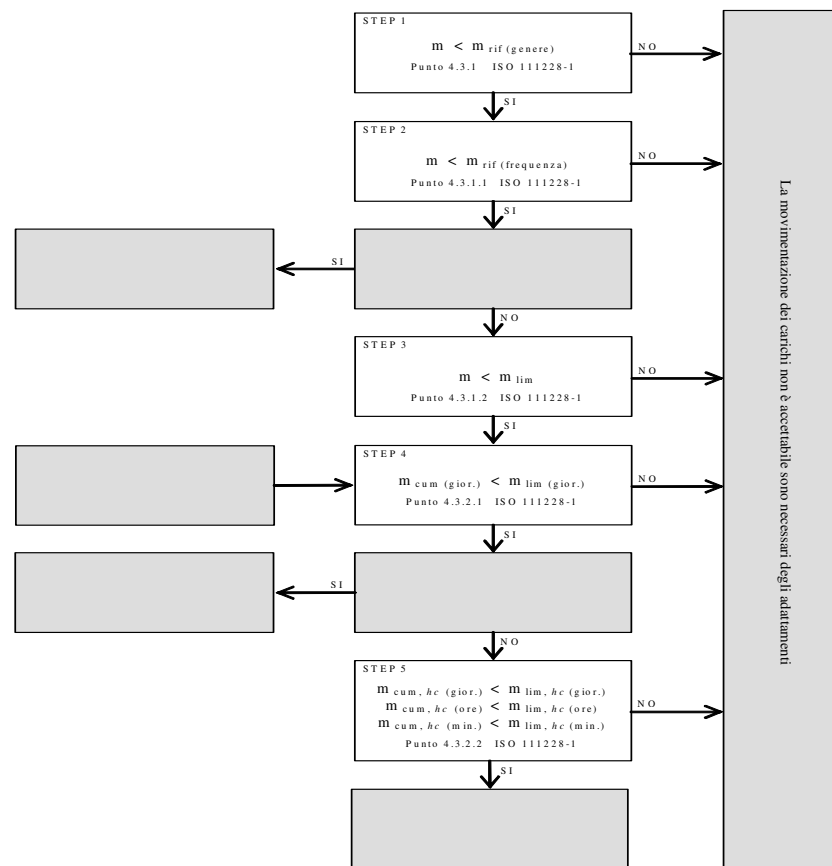 STEP 1
m < m rif (genere)
Punto 4.3.1 ISO 111228-1
NO
SI
STEP 2
m < m rif (frequenza)
Punto 4.3.1.1 ISO 111228-1
NO
SI
SI
NO
STEP 3
m < m lim
Punto 4.3.1.2 ISO 111228-1
NO
SI
STEP 4
m cum (gior.) < m lim (gior.)
Punto 4.3.2.1 ISO 111228-1
NO
SI
SI
NO
STEP 5
m cum, hc (gior.) < m lim, hc (gior.)
m cum, hc (ore) < m lim, hc (ore)
m cum, hc (min.) < m lim, hc (min.)
Punto 4.3.2.2 ISO 111228-1
NO
SI
La movimentazione dei carichi non è accettabile sono necessari degli adattamenti